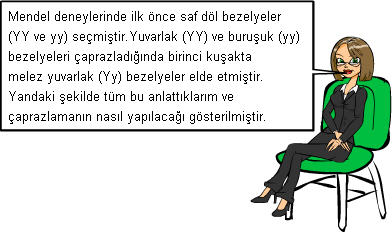 Mendel deneylerinde ilk önce saf döl bezelyeler
(YY ve yy) seçmiştir.Yuvarlak (YY) ve buruşuk (yy)
bezelyeleri çaprazladığında birinci kuşakta
melez yuvarlak (Yy) bezelyeler elde etmiştir.
Yandaki şekilde tüm bu anlattıklarım ve
çaprazlamanın nasıl yapılacağı gösterilmiştir.